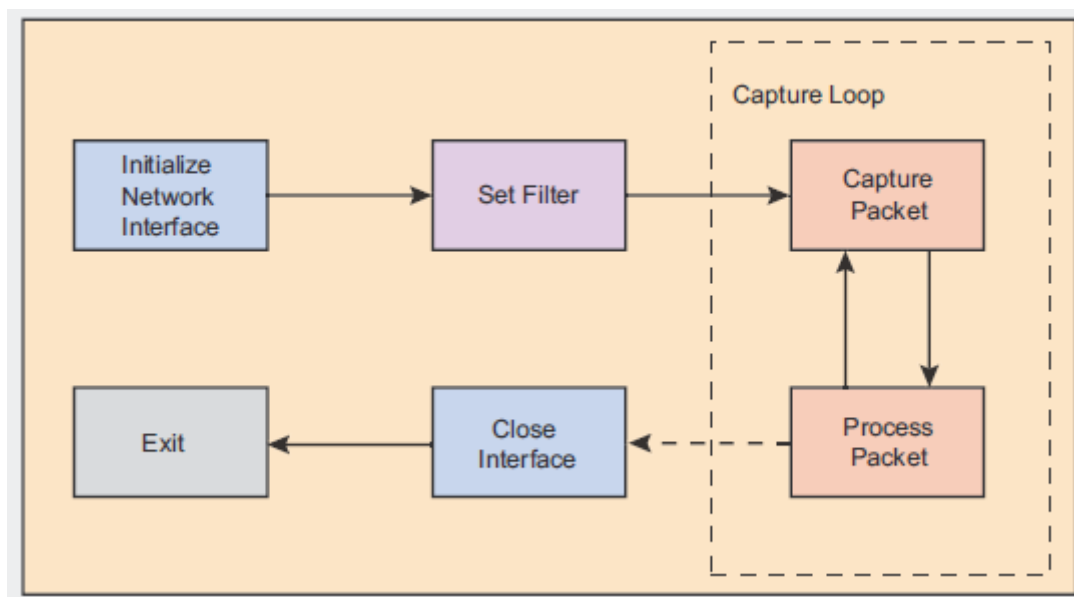 Capture Loop
Initialize
Network
Interface
Set Filter
Capture
Packet
Exit
Close
Interface
Process
Packet